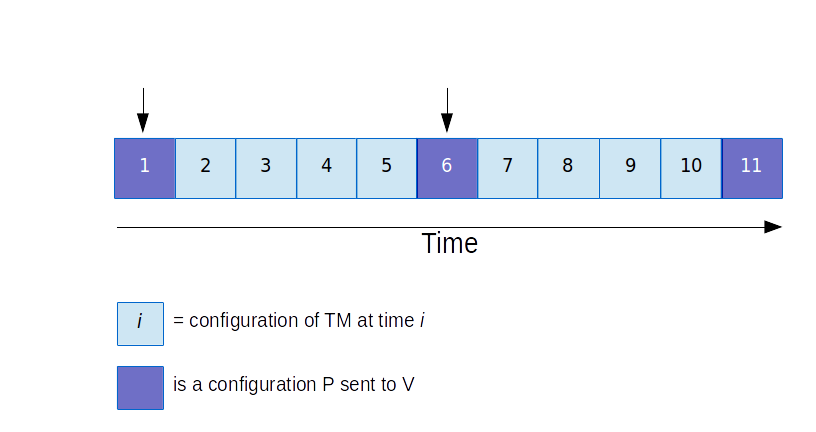 1 2 3 4 5 6 7 8 9 10 11
Time
i = configuration of TM at time i
is a configuration P sent to V